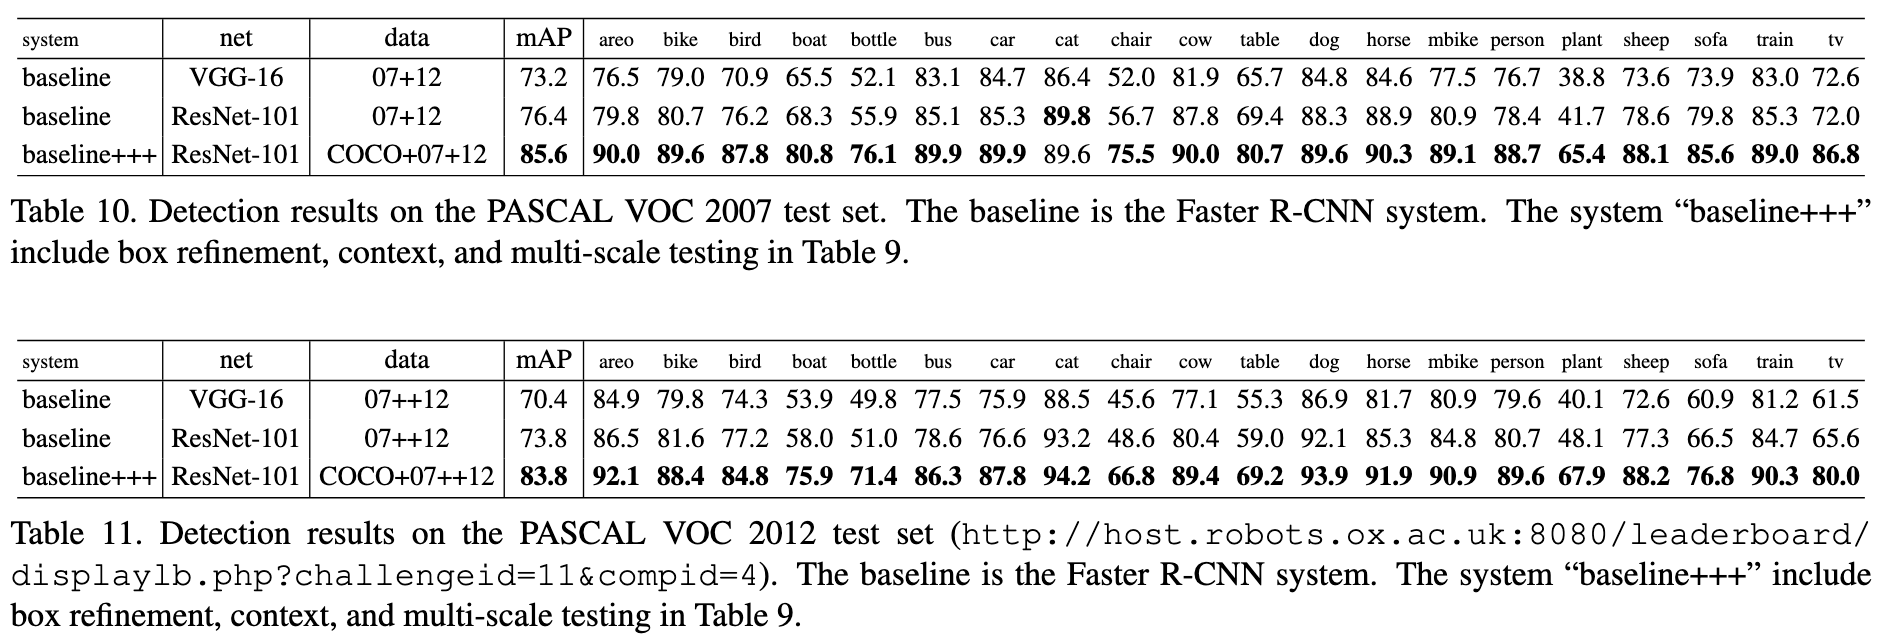 system net data mAP areo bike bird boat bottle bus car cat chair cow table dog horse mbike person plant sheep sofa train tv
baseline VGG-16 07+12 73.2 76.5 79.0 70.9 65.5 52.1 83.1 84.7 86.4 52.0 81.9 65.7 84.8 84.6 77.5 76.7 38.8 73.6 73.9 83.0 72.6
baseline ResNet-101 07+12 76.4 79.8 80.7 76.2 68.3 55.9 85.1 85.3 89.8 56.7 87.8 69.4 88.3 88.9 80.9 78.4 41.7 78.6 79.8 85.3 72.0
baseline+++ ResNet-101 COCO+07+12 85.6 90.0 89.6 87.8 80.8 76.1 89.9 89.9 89.6 75.5 90.0 80.7 89.6 90.3 89.1 88.7 65.4 88.1 85.6 89.0 86.8
Table 10. Detection results on the PASCAL VOC 2007 test set. The baseline is the Faster R-CNN system. The system “baseline+++”
include box refinement, context, and multi-scale testing in Table 9.
system net data mAP areo bike bird boat bottle bus car cat chair cow table dog horse mbike person plant sheep sofa train tv
baseline VGG-16 07++12 70.4 84.9 79.8 74.3 53.9 49.8 77.5 75.9 88.5 45.6 77.1 55.3 86.9 81.7 80.9 79.6 40.1 72.6 60.9 81.2 61.5
baseline ResNet-101 07++12 73.8 86.5 81.6 77.2 58.0 51.0 78.6 76.6 93.2 48.6 80.4 59.0 92.1 85.3 84.8 80.7 48.1 77.3 66.5 84.7 65.6
baseline+++ ResNet-101 COCO+07++12 83.8 92.1 88.4 84.8 75.9 71.4 86.3 87.8 94.2 66.8 89.4 69.2 93.9 91.9 90.9 89.6 67.9 88.2 76.8 90.3 80.0
Table 11. Detection results on the PASCAL VOC 2012 test set (http://host.robots.ox.ac.uk:8080/leaderboard/
displaylb.php?challengeid=11&compid=4). The baseline is the Faster R-CNN system. The system “baseline+++” include
box refinement, context, and multi-scale testing in Table 9.